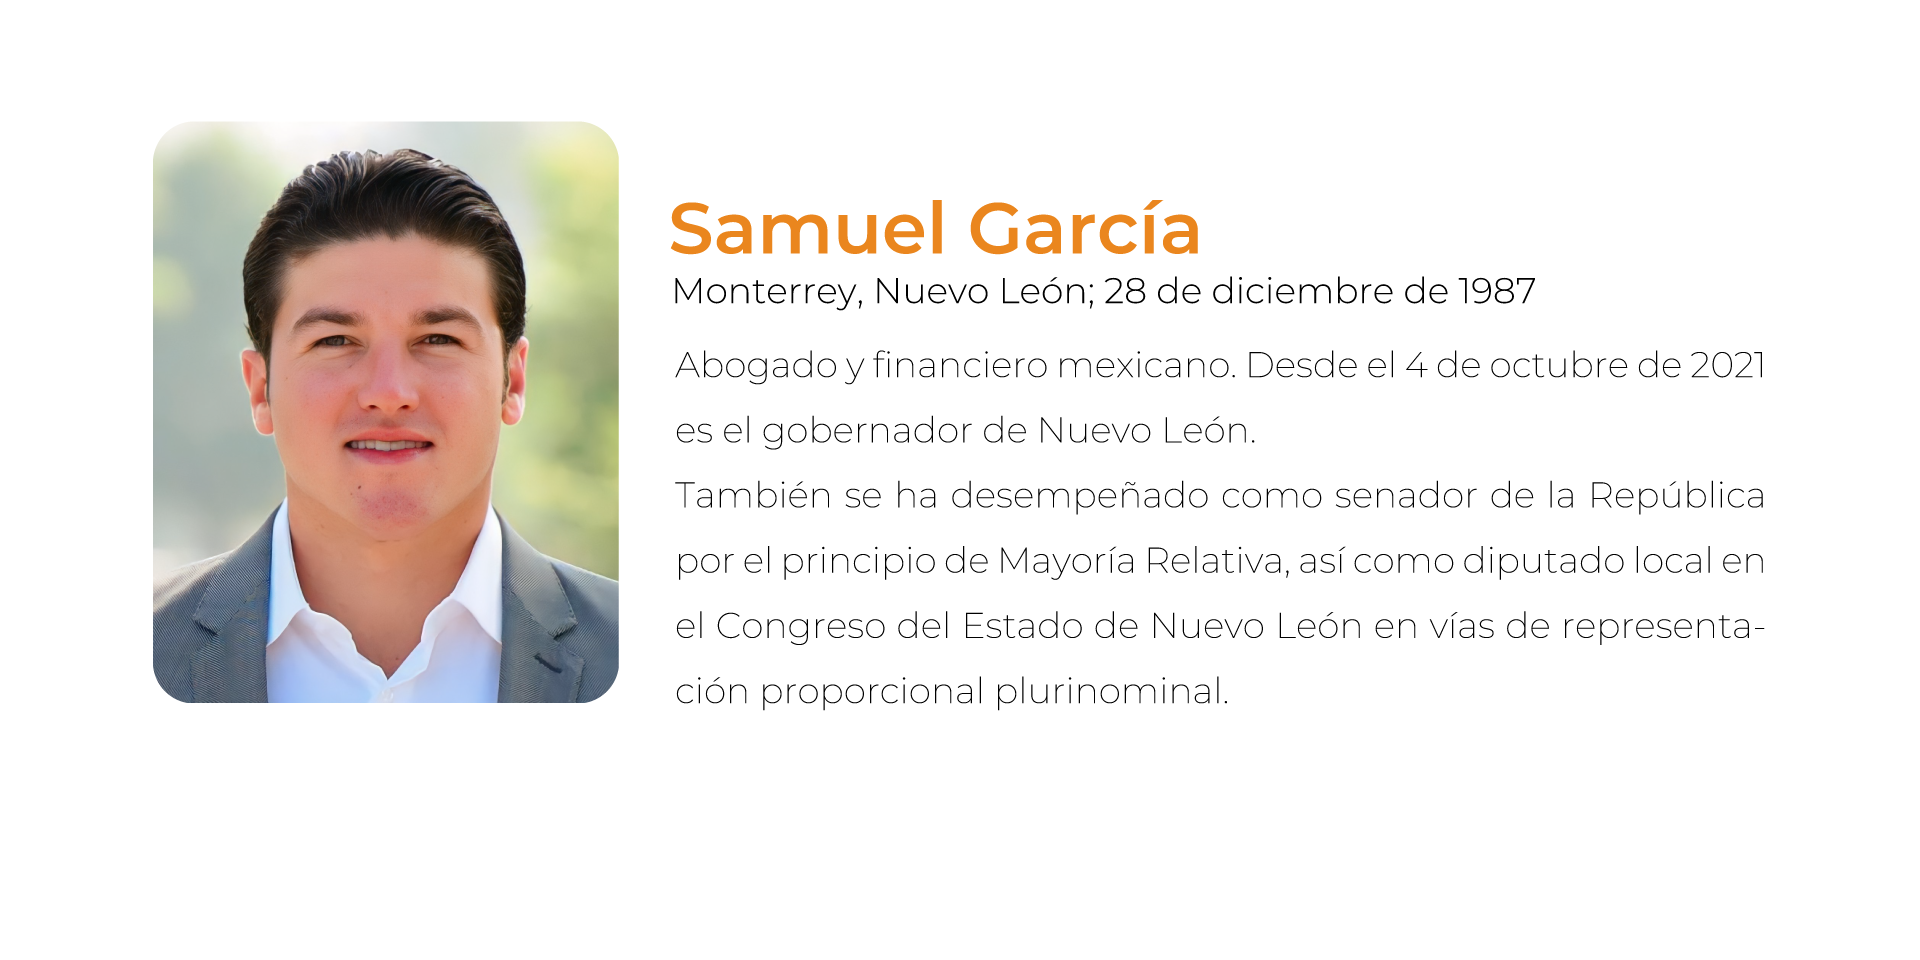 Samuel García
Monterrey, Nuevo León; 28 de diciembre de 1987
Abogado y financiero mexicano. Desde el 4 de octubre de 2021
es el gobernador de Nuevo León.
También se ha desempeñado como senador de la República
por el principio de Mayoría Relativa, así como diputado local en
el Congreso del Estado de Nuevo León en vías de representa-
ción proporcional plurinominal.